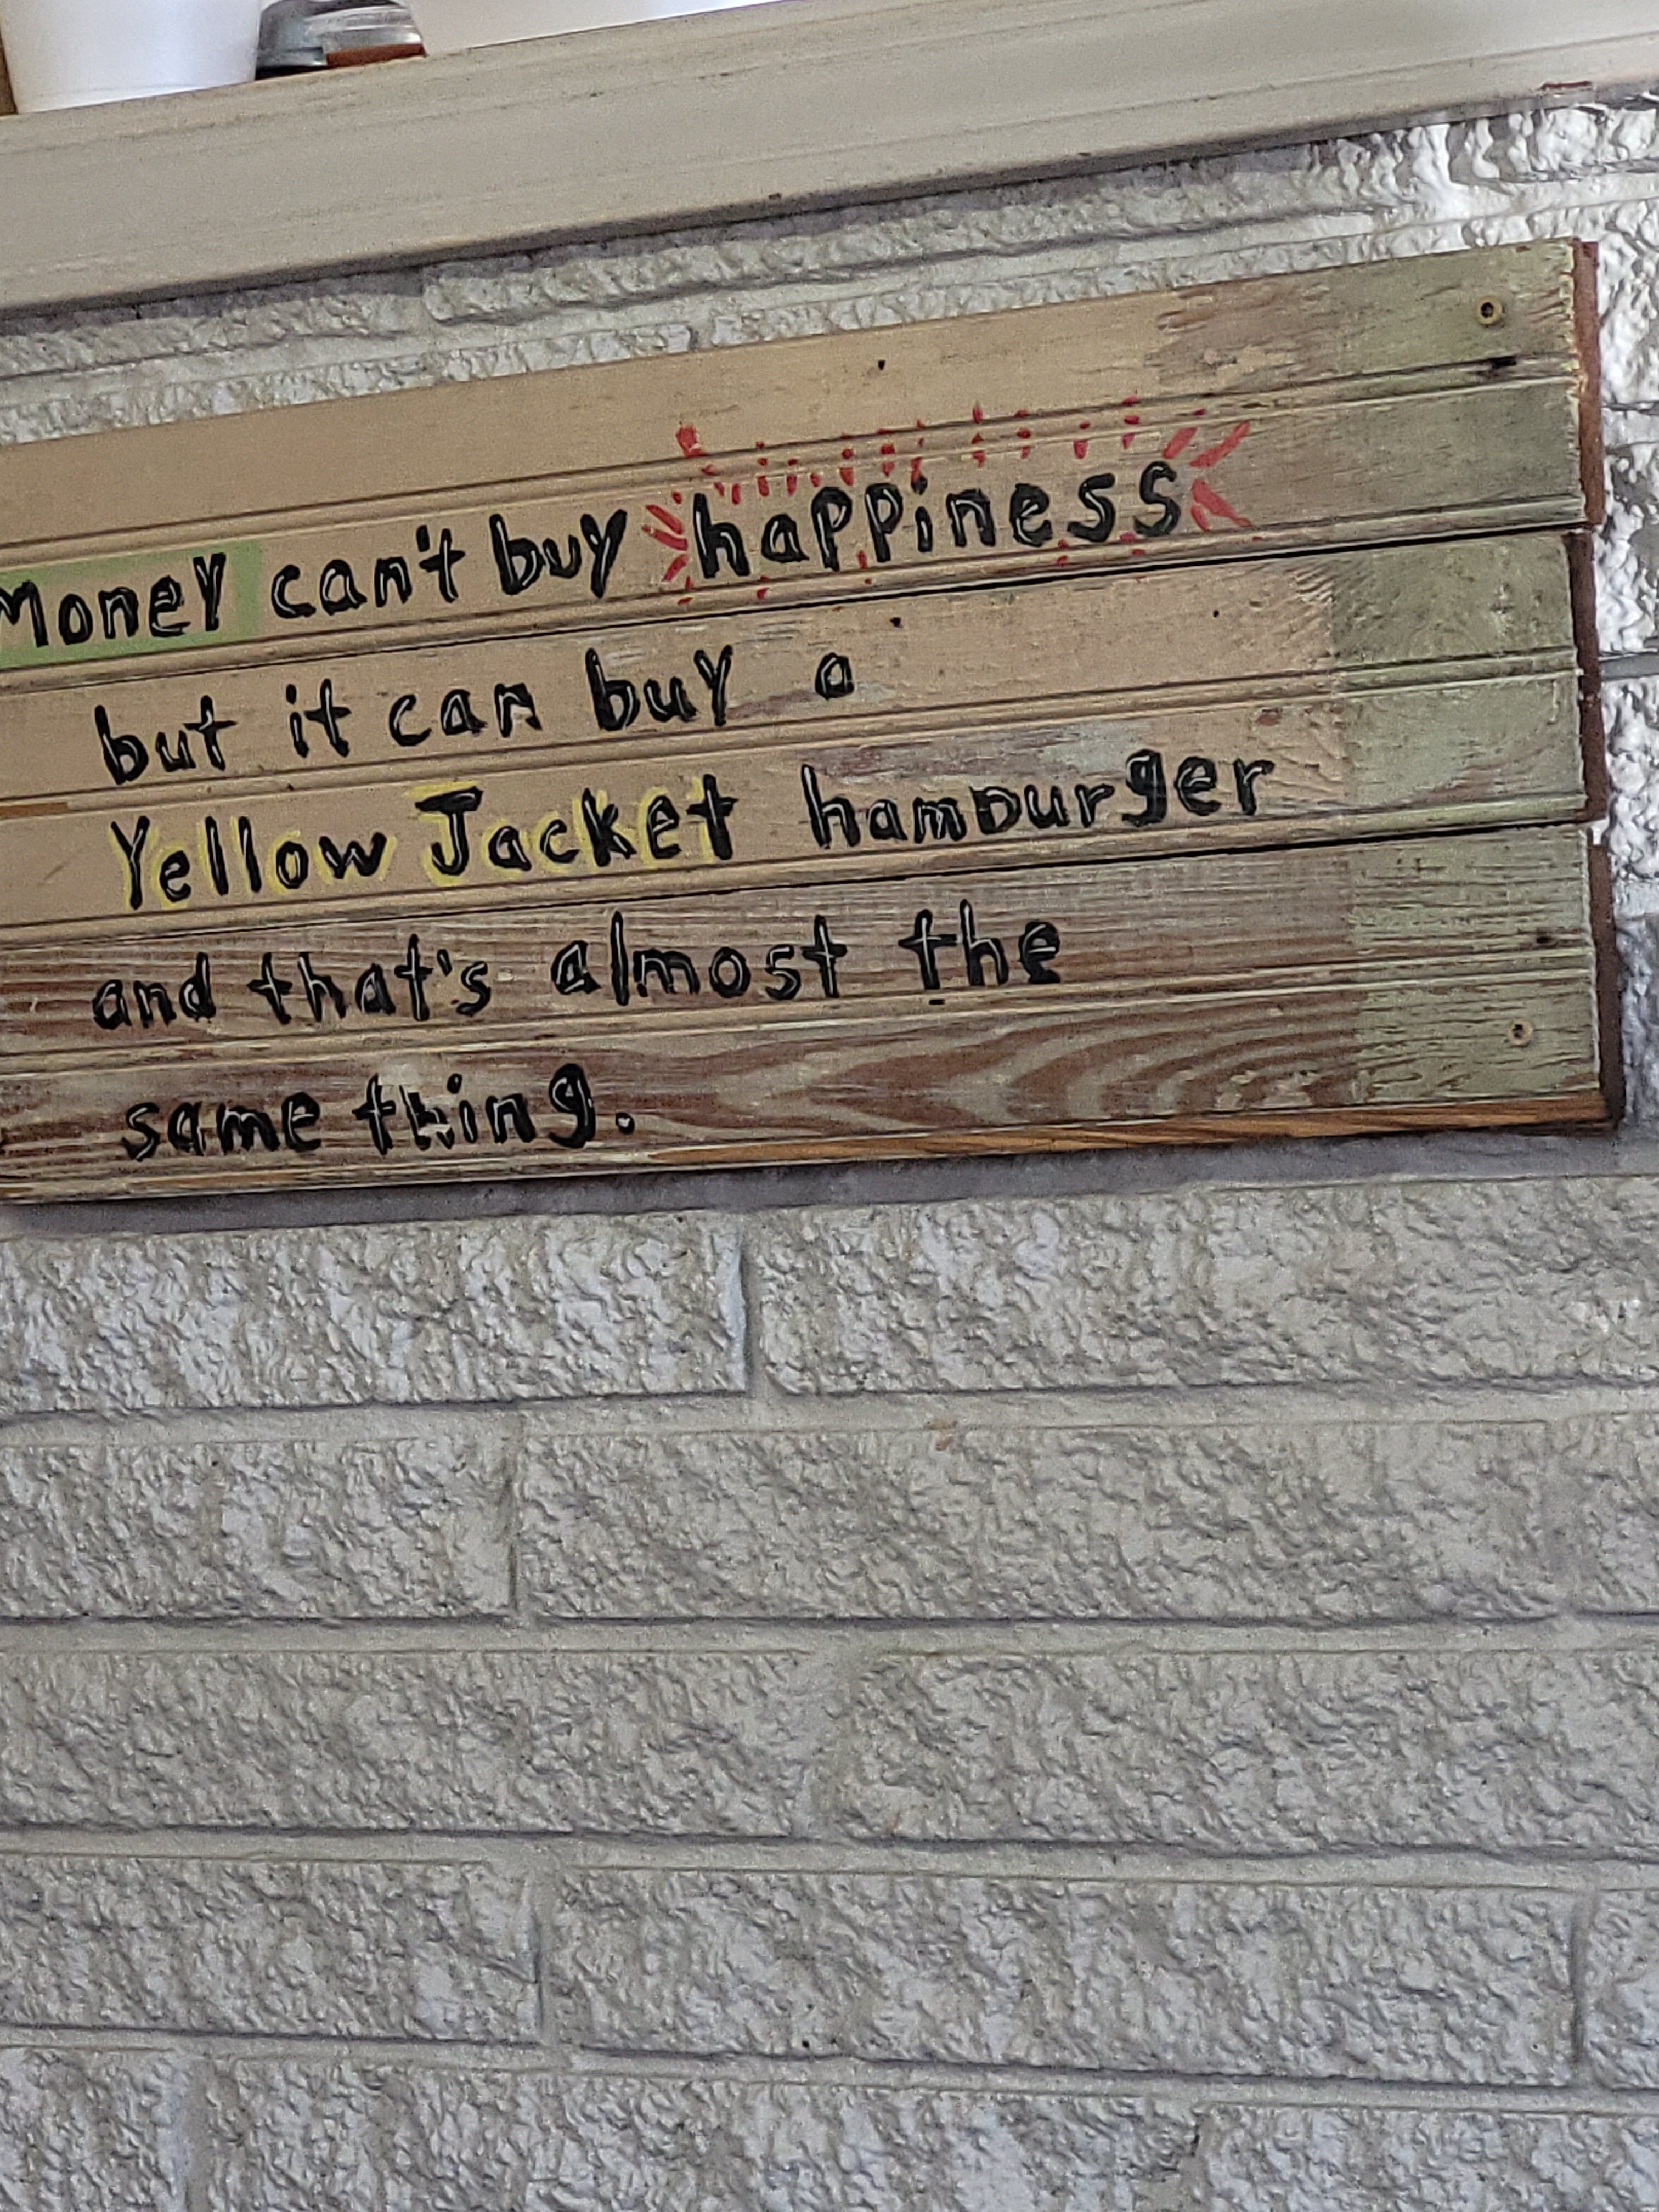 Money can't buy happiness
but it can buy a
Yellow Jacket hamburger
and that's almost the
same thing.